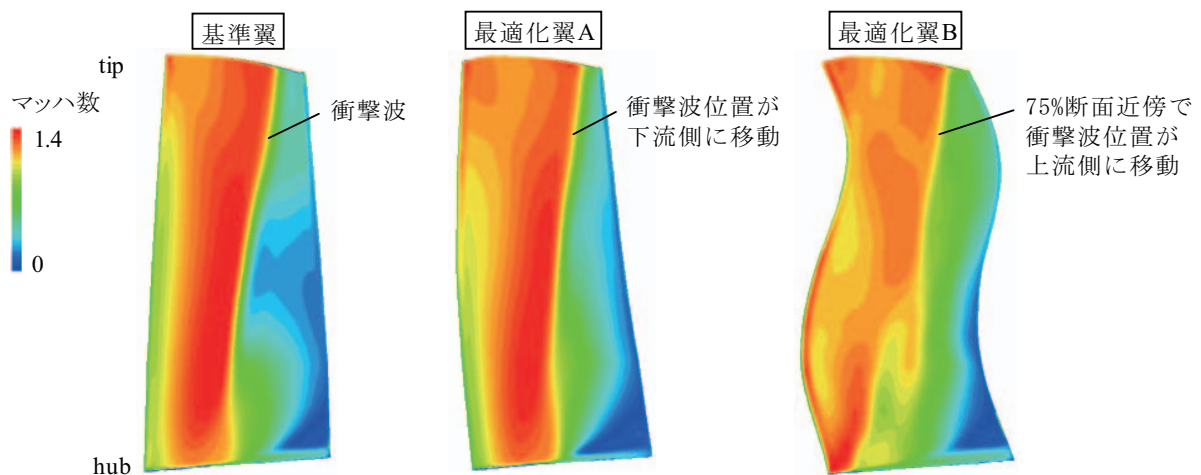 基準翼
最適化翼A
最適化翼B
tip
マッハ数
1.4
0
hub
衝撃波
衝撃波位置が
下流側に移動
75%断面近傍で
衝撃波位置が
上流側に移動